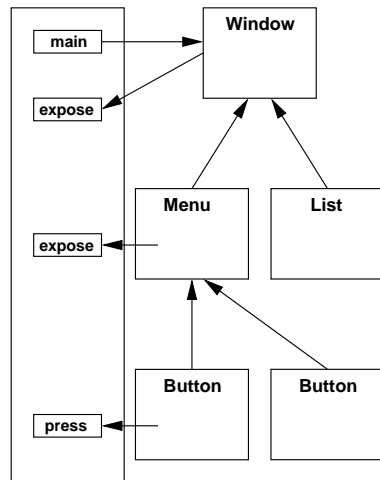 Window
main
expose
Menu
List
expose
Button
Button
press